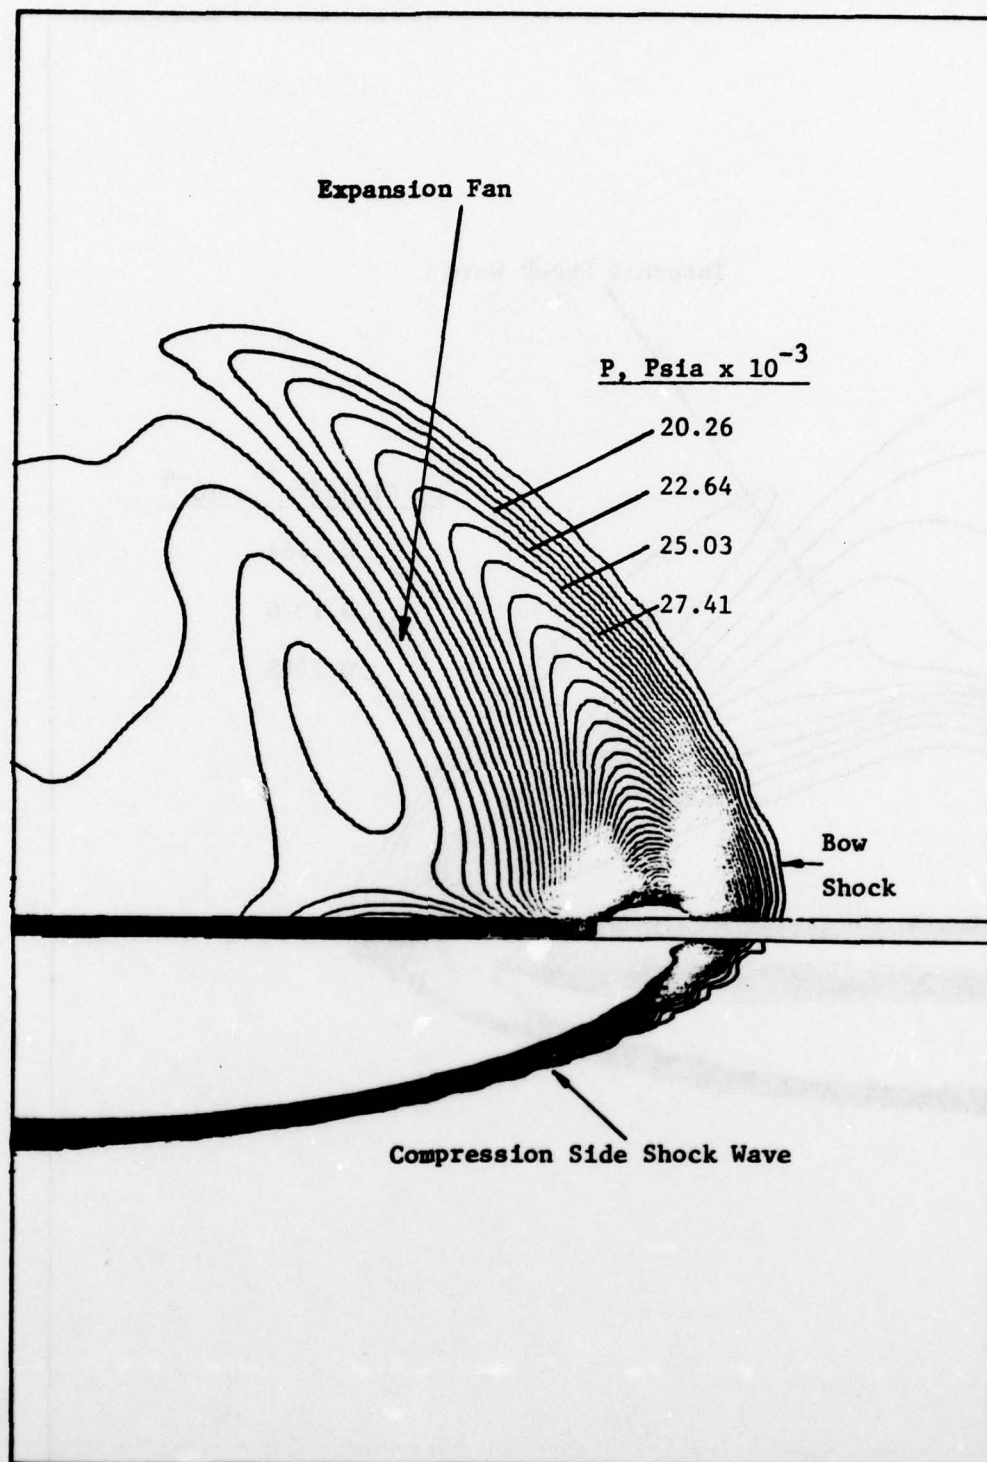 Expansion Fan
P, Psia x 10⁻³
20.26
22.64
25.03
27.41
Bow
Shock
Compression Side Shock Wave